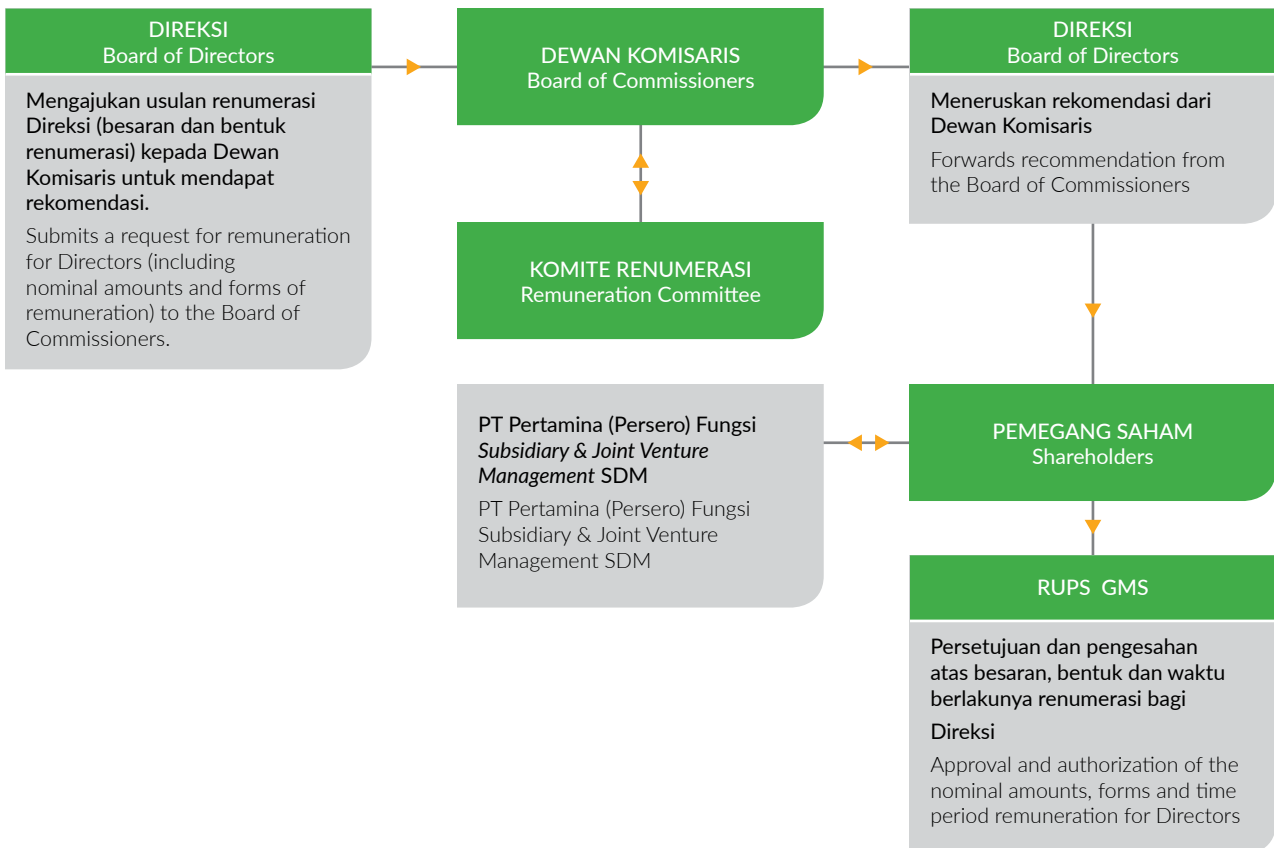 DIREKSI
Board of Directors
Mengajukan usulan renumerasi
Direksi (besaran dan bentuk
renumerasi) kepada Dewan
Komisaris untuk mendapat
rekomendasi.
Submits a request for remuneration
for Directors (including
nominal amounts and forms of
remuneration) to the Board of
Commissioners.
DEWAN KOMISARIS
Board of Commissioners
KOMITE RENUMERASI
Remuneration Committee
DIREKSI
Board of Directors
Meneruskan rekomendasi dari
Dewan Komisaris
Forwards recommendation from
the Board of Commissioners
PT Pertamina (Persero) Fungsi
Subsidiary & Joint Venture
Management SDM
PT Pertamina (Persero) Fungsi
Subsidiary & Joint Venture
Management SDM
PEMEGANG SAHAM
Shareholders
RUPS GMS
Persetujuan dan pengesahan
atas besaran, bentuk dan waktu
berlakunya renumerasi bagi
Direksi
Approval and authorization of the
nominal amounts, forms and time
period remuneration for Directors